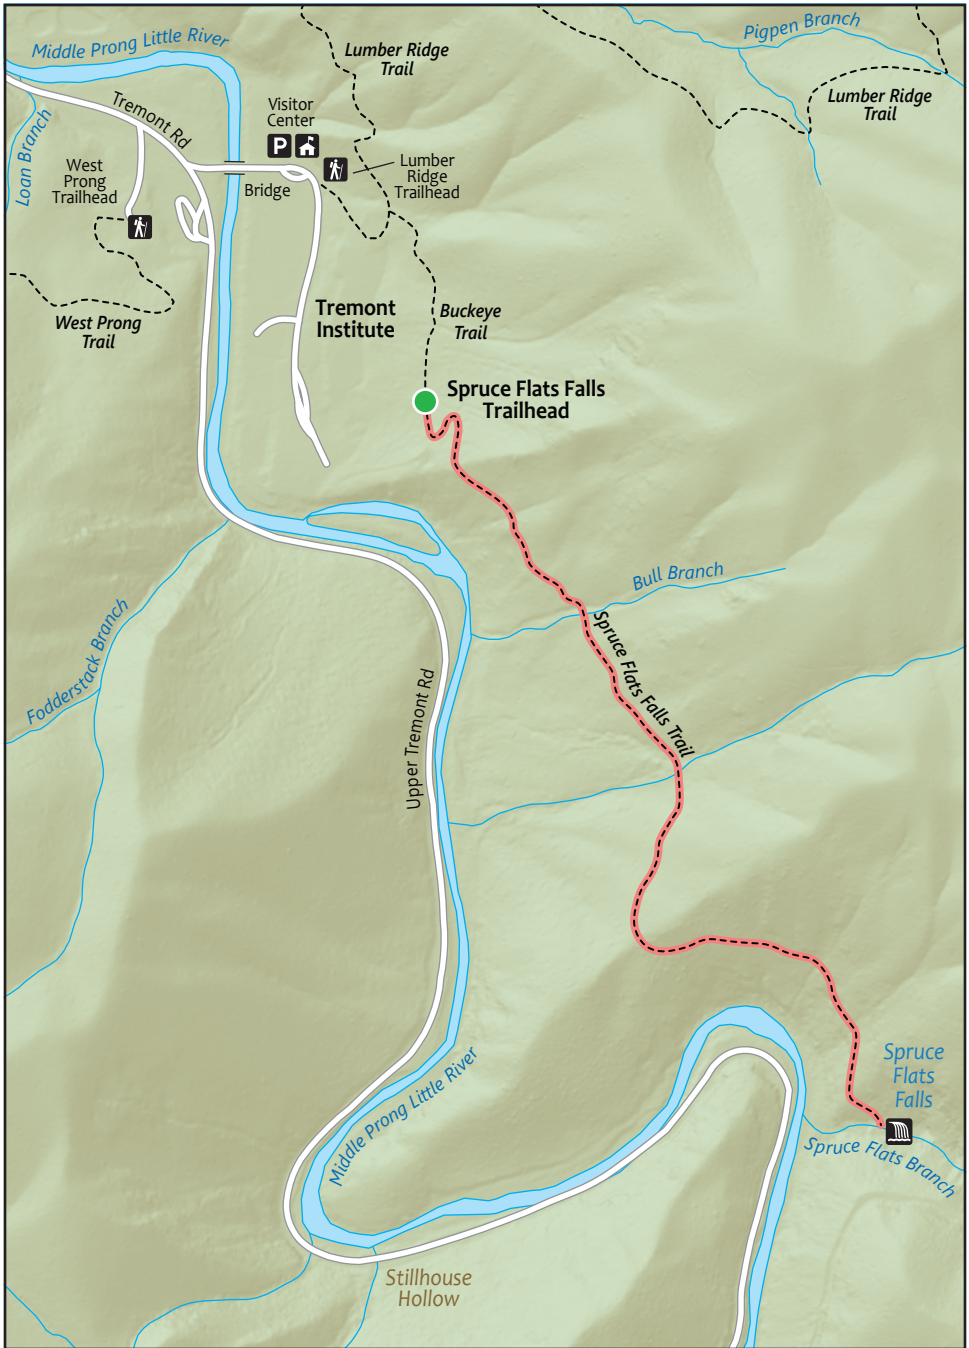 Middle Prong Little River
Lumber Ridge
Trail
Pigpen Branch
Lumber Ridge
Trail
Loan Branch
Tremont Rd
Visitor
Center
P
West
Prong
Trailhead
Bridge
Lumber
Ridge
Trailhead
West Prong
Trail
Tremont
Institute
Buckeye
Trail
Spruce Flats Falls
Trailhead
Bull Branch
Fodderstack Branch
Spruce Flats Falls Trail
Upper Tremont Rd
Middle Prong Little River
Spruce
Flats
Falls
Spruce Flats Branch
Stillhouse
Hollow